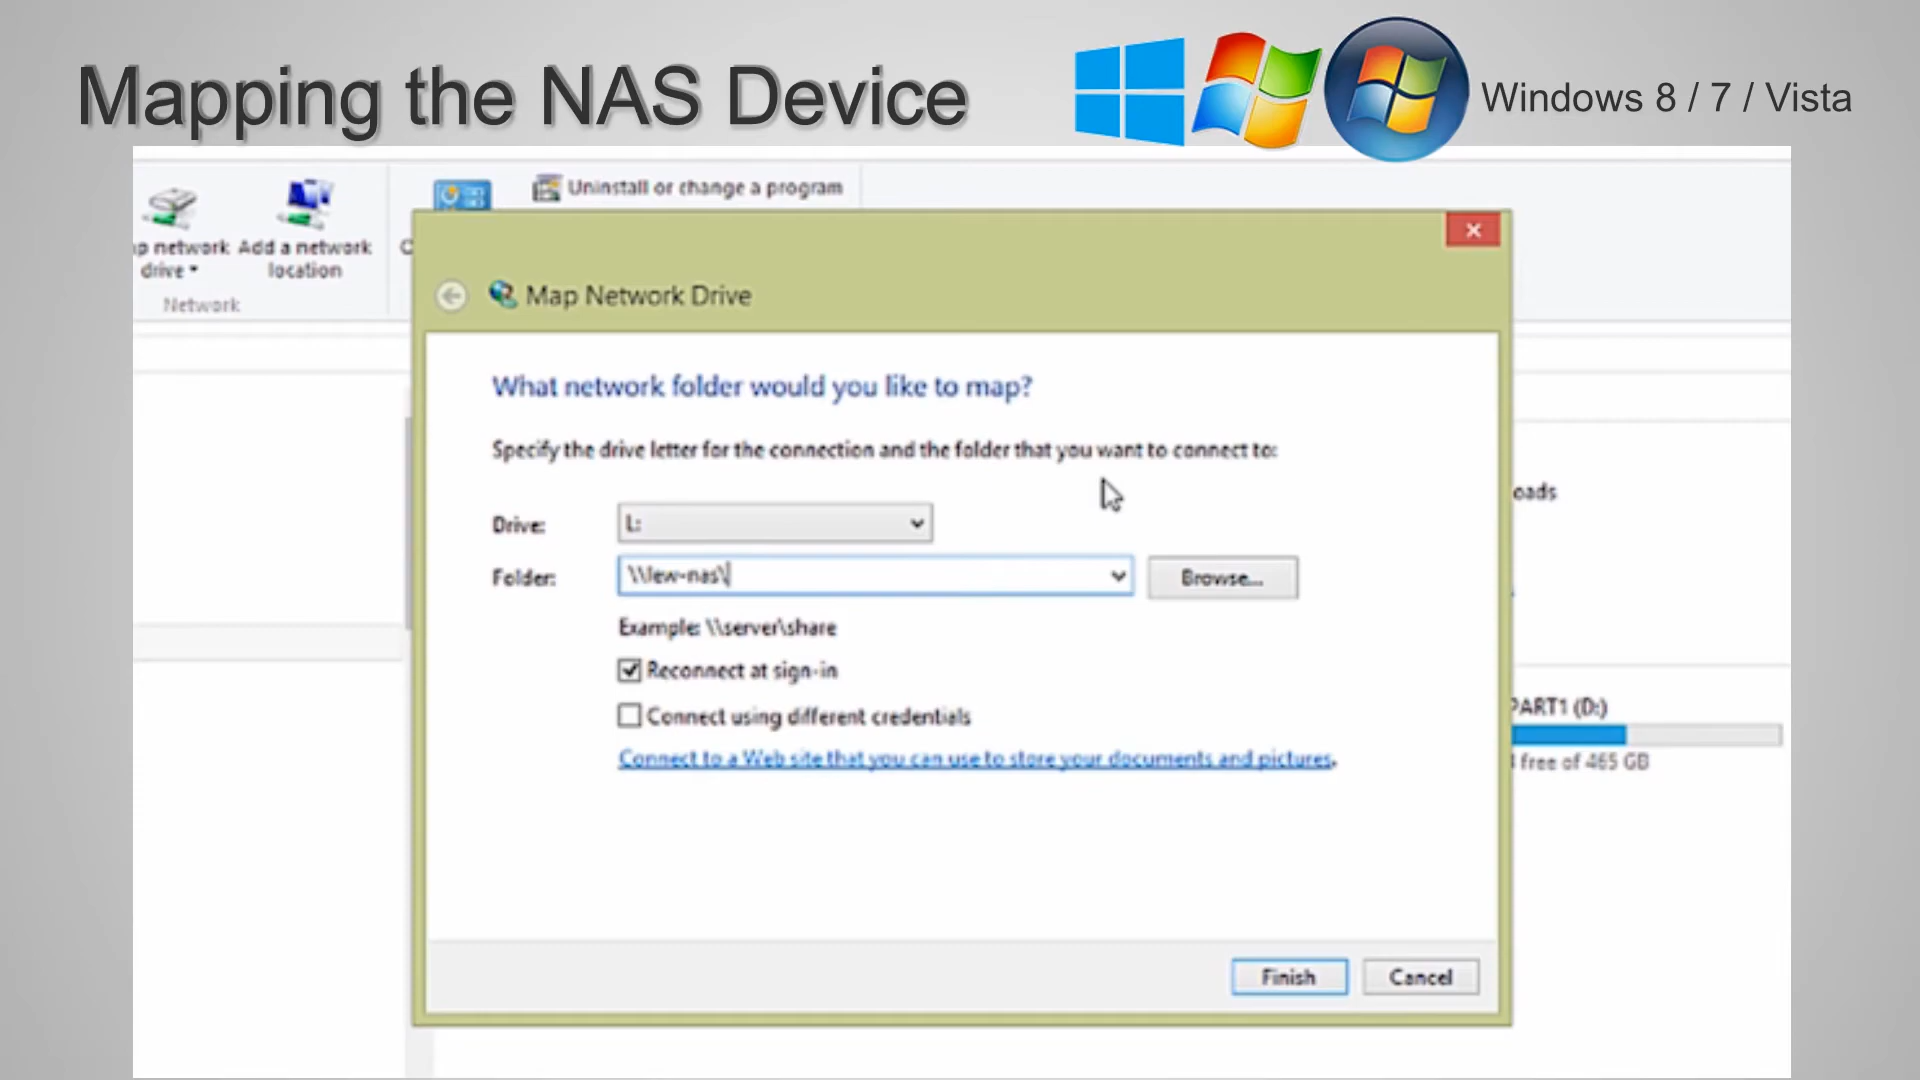 Mapping the NAS Device
Windows 8 / 7 / Vista
Uninstall or change a program
p network
drive
Add a network
location
Network
Map Network Drive
What network folder would you like to map?
Specify the drive letter for the connection and the folder that you want to connect to:
Drive:
L:
Folder:
\\lew-nas\
Browse...
Example: \\server\share
Reconnect at sign-in
Connect using different credentials
Connect to a Web site that you can use to store your documents and pictures.
Finish
Cancel
oads
PART1 (D:)
free of 465 GB